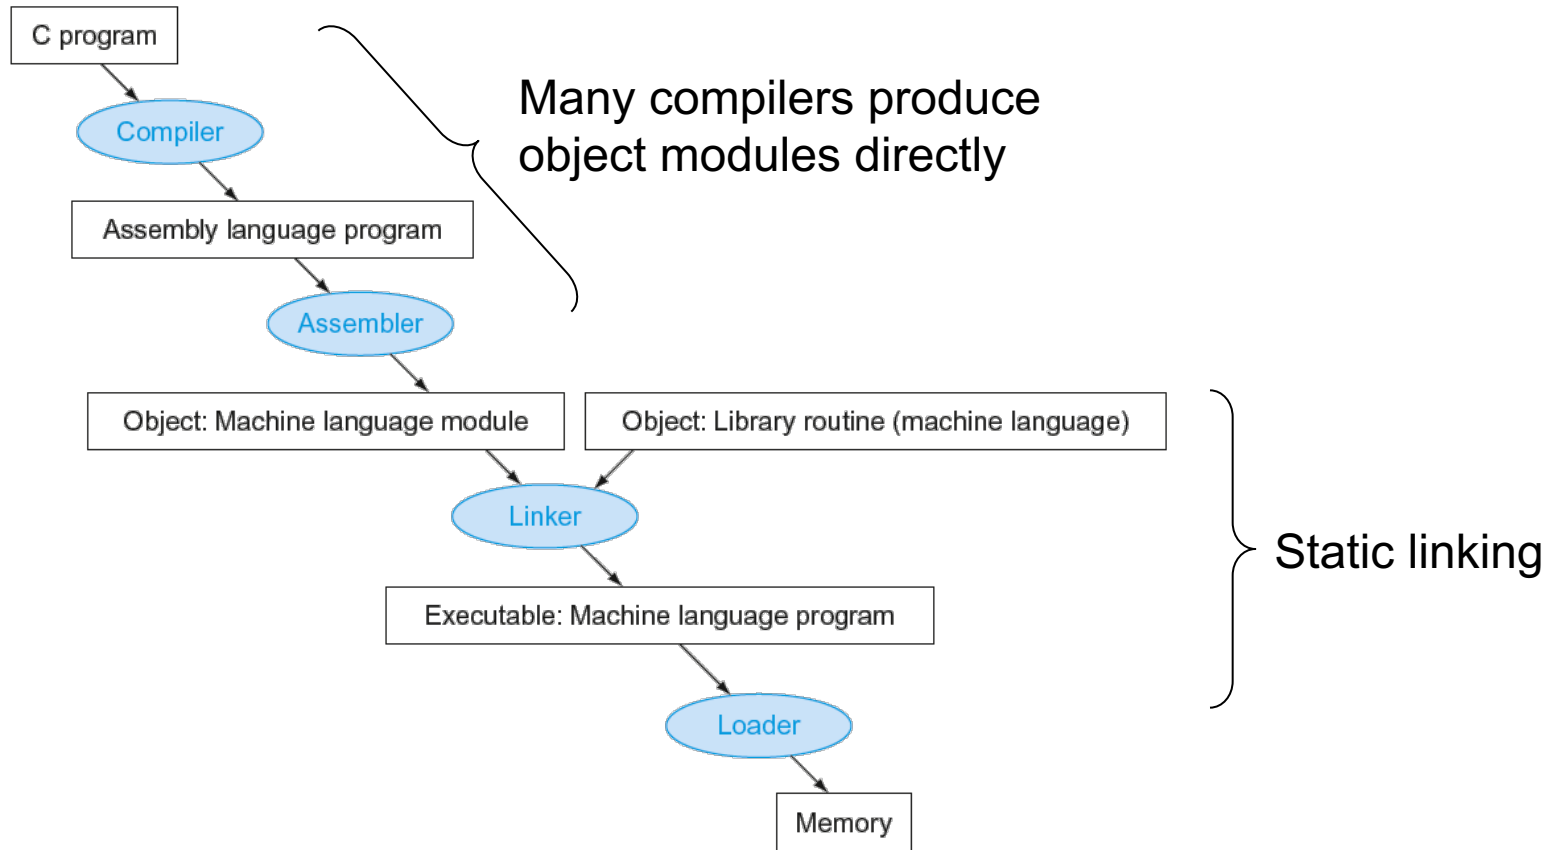 C program
Many compilers produce
object modules directly
Compiler
Assembly language program
Assembler
Object: Machine language module
Object: Library routine (machine language)
Linker
Static linking
Executable: Machine language program
Loader
Memory